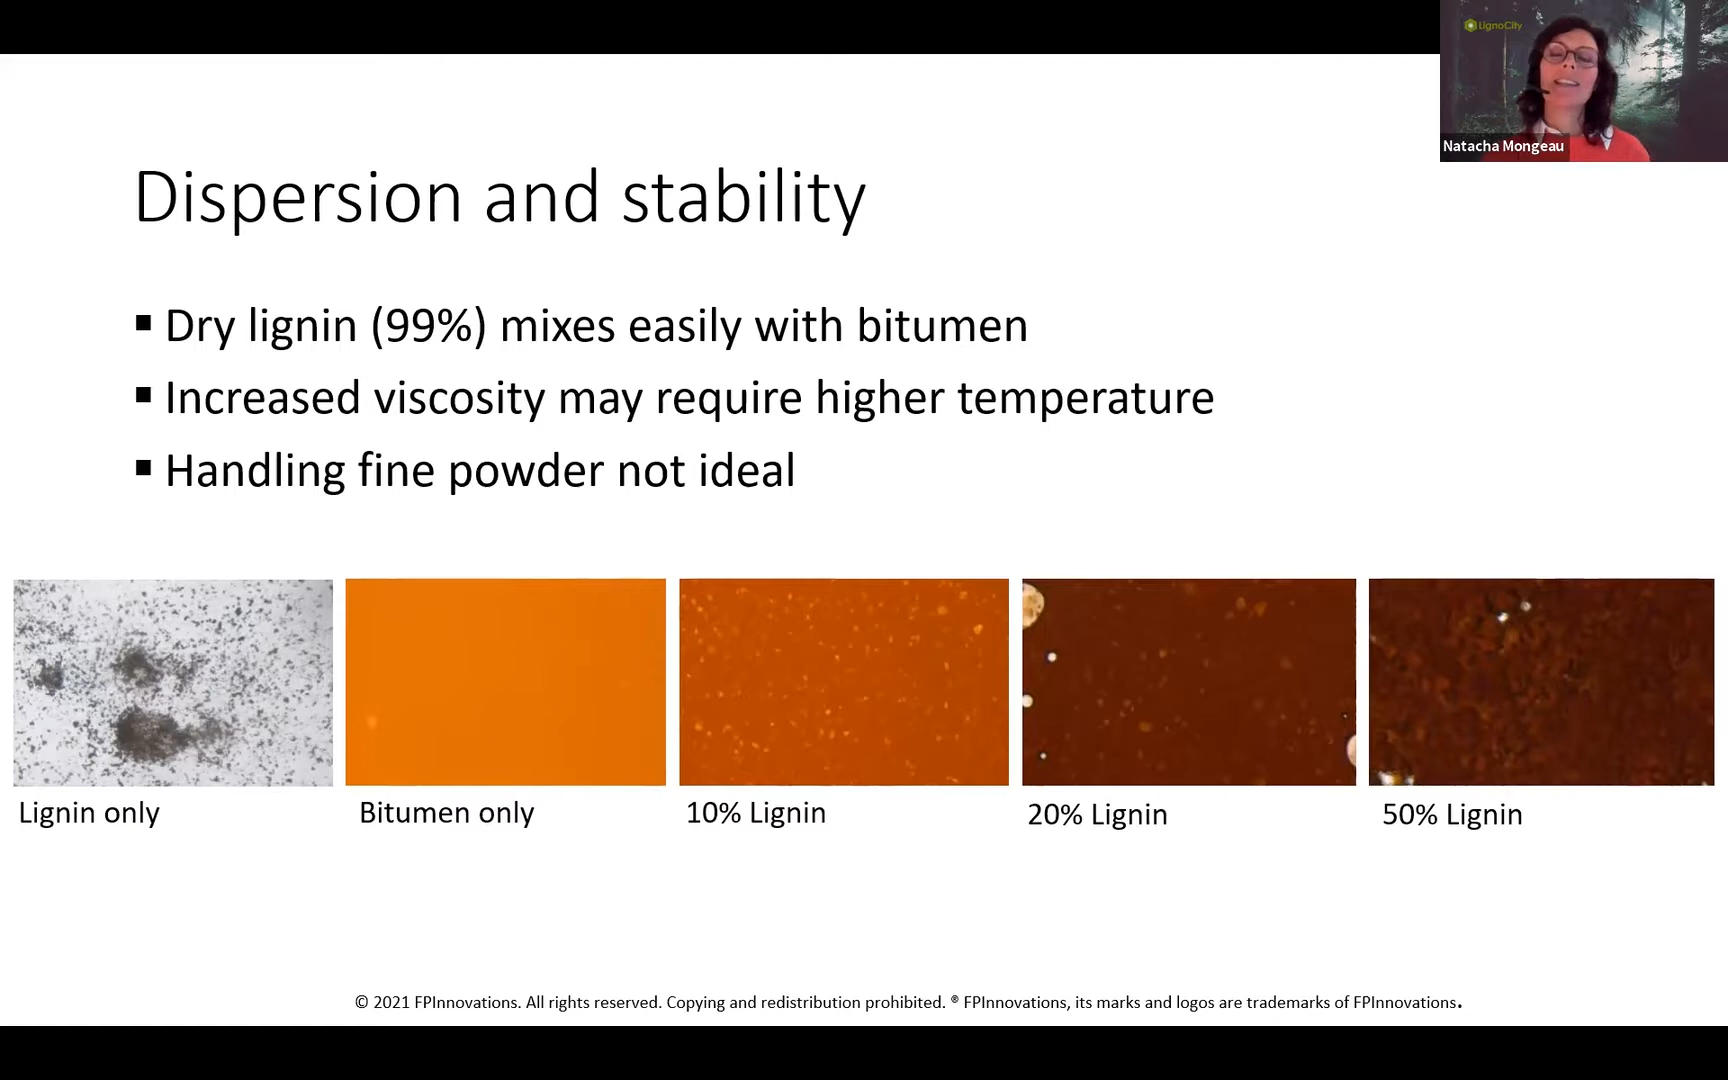 LignoCity
Natacha Mongeau
Dispersion and stability
▪ Dry lignin (99%) mixes easily with bitumen
▪ Increased viscosity may require higher temperature
▪ Handling fine powder not ideal
Lignin only
Bitumen only
10% Lignin
20% Lignin
50% Lignin
© 2021 FPInnovations. All rights reserved. Copying and redistribution prohibited. ® FPInnovations, its marks and logos are trademarks of FPInnovations.